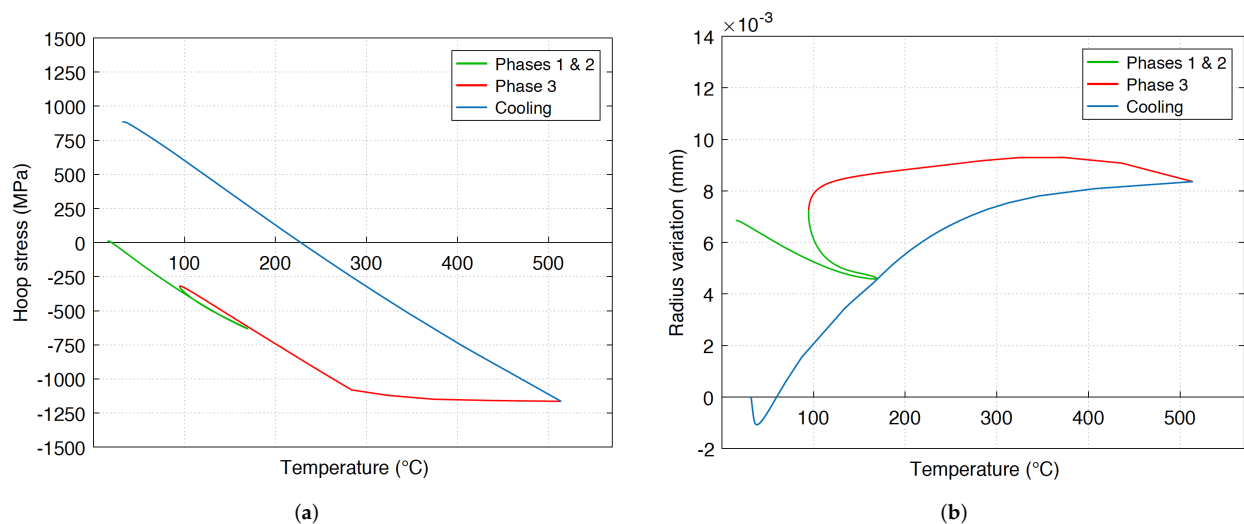 1500
1250
1000
750
500
250
0
-250
-500
-750
-1000
-1250
-1500
Hoop stress (MPa)
100 200 300 400 500
Temperature (°C)
Phases 1 & 2
Phase 3
Cooling
(a)
×10⁻³
14
12
10
8
6
4
2
0
-2
Radius variation (mm)
100 200 300 400 500
Temperature (°C)
Phases 1 & 2
Phase 3
Cooling
(b)